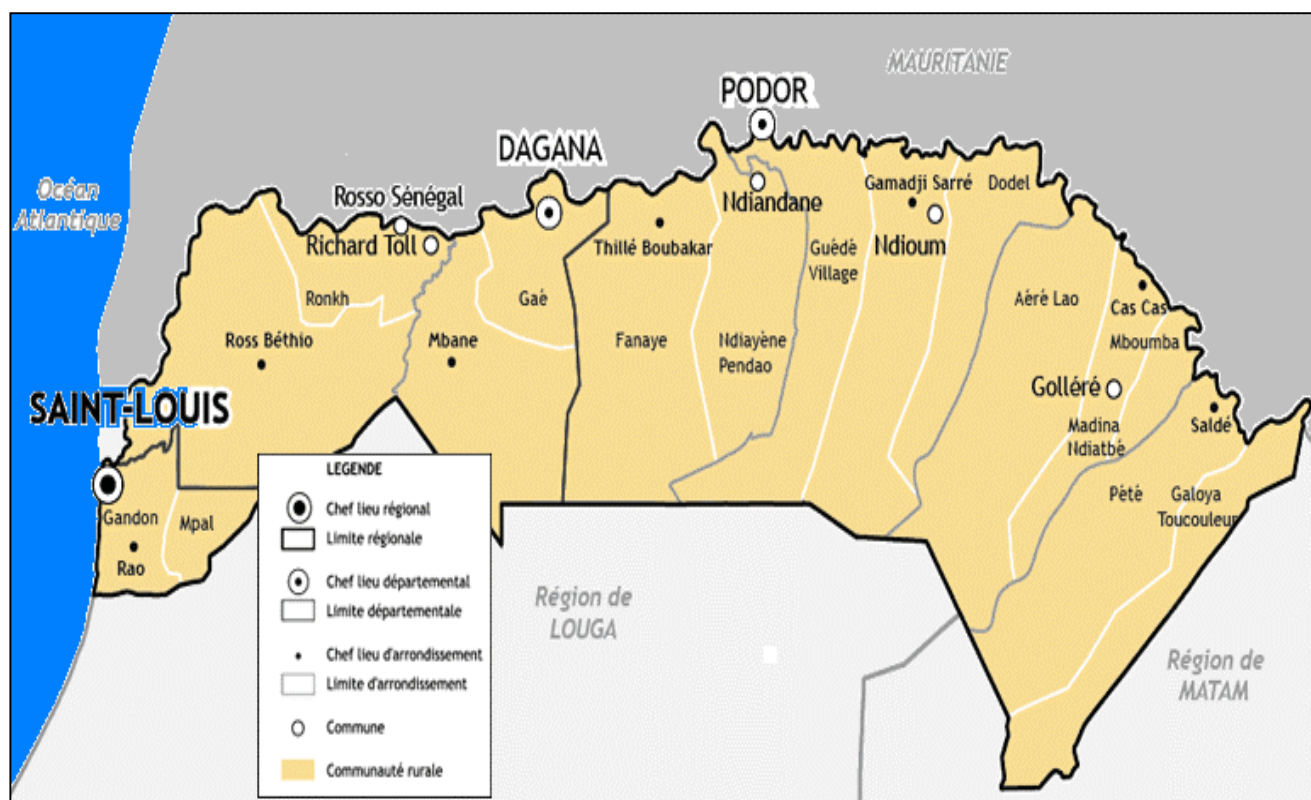 MAURITANIE
PODOR
DAGANA
Océan
Atlantique
Rosso Sénégal
Richard Toll
Ndiandane
Gamadji Sarré
Dodel
Thillé Boubakar
Guédé
Village
Ndioum
Ronkh
Gaé
Aéré Lao
Cas Cas
Ross Béthio
Mbane
Fanaye
Ndiayène
Pendao
Mboumba
Golléré
SAINT-LOUIS
Madina
Ndiatbé
Saldé
Gandon
Mpal
Rao
Pété
Galoya
Toucouleur
LEGENDE
Chef lieu régional
Limite régionale
Chef lieu départemental
Limite départementale
Chef lieu d'arrondissement
Limite d'arrondissement
Commune
Communauté rurale
Région de
LOUGA
Région de
MATAM